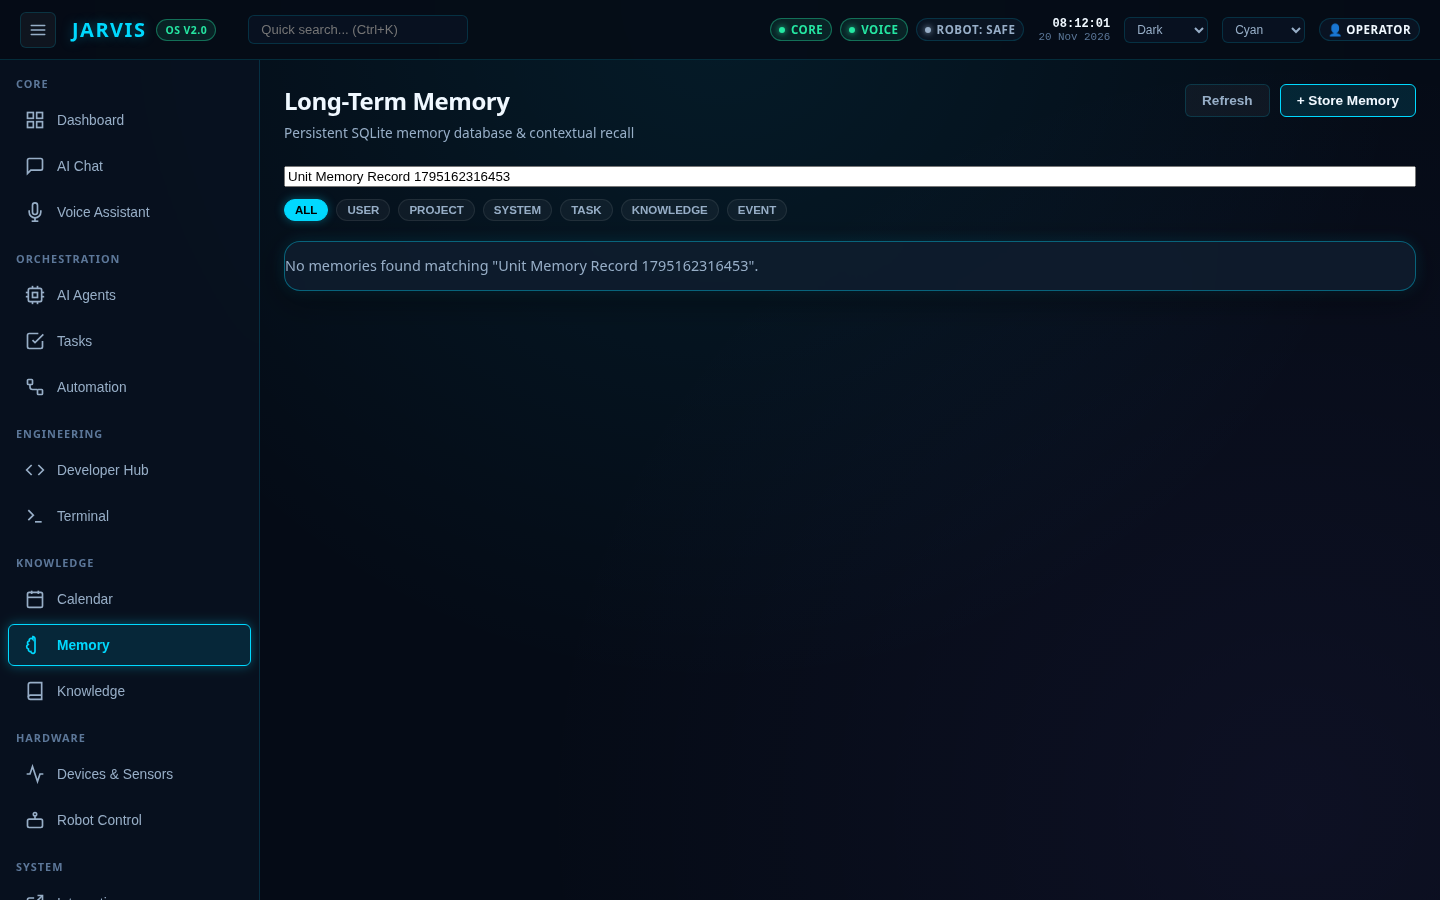 JARVIS
OS V2.0
Quick search... (Ctrl+K)
CORE
VOICE
ROBOT: SAFE
08:12:01
20 Nov 2026
Dark
Cyan
OPERATOR
CORE
Dashboard
AI Chat
Voice Assistant
ORCHESTRATION
AI Agents
Tasks
Automation
ENGINEERING
Developer Hub
Terminal
KNOWLEDGE
Calendar
Memory
Knowledge
HARDWARE
Devices & Sensors
Robot Control
SYSTEM
Long-Term Memory
Persistent SQLite memory database & contextual recall
Refresh
+ Store Memory
Unit Memory Record 1795162316453
ALL
USER
PROJECT
SYSTEM
TASK
KNOWLEDGE
EVENT
No memories found matching "Unit Memory Record 1795162316453".